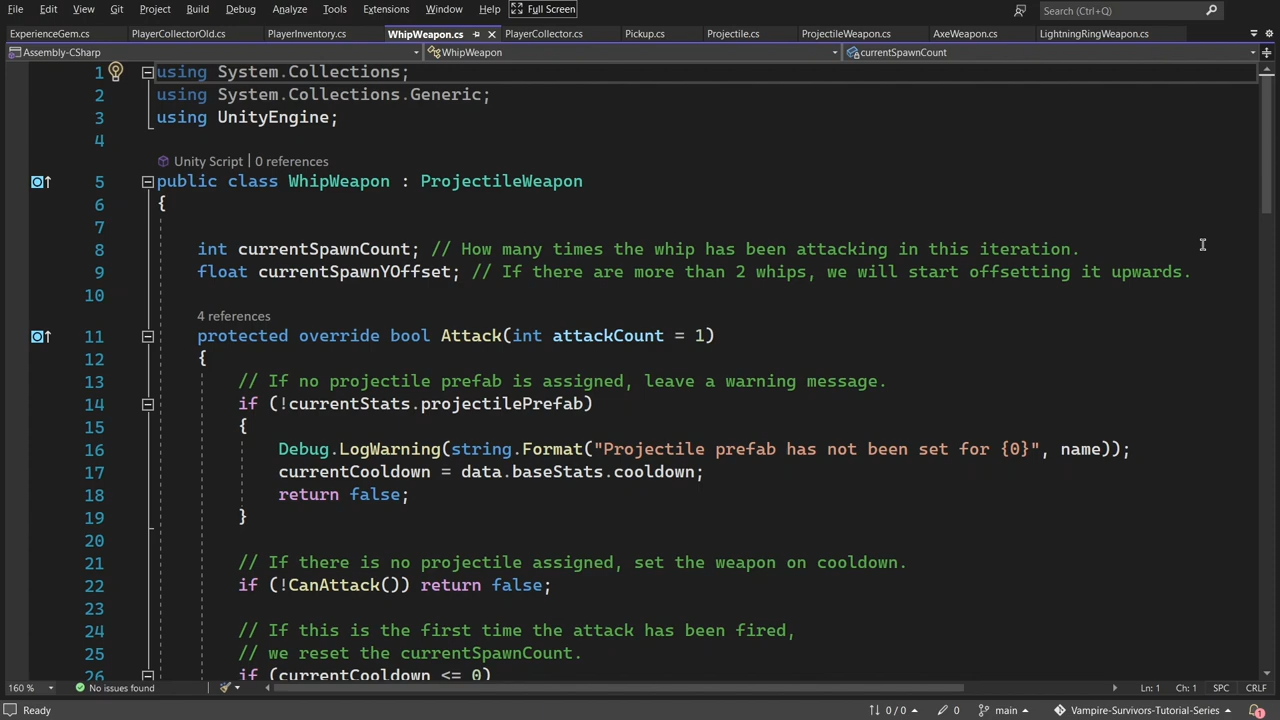 File Edit View Git Project Build Debug Analyze Tools Extensions Window Help Full Screen Search (Ctrl+Q)
ExperienceGem.cs PlayerCollectorOld.cs PlayerInventory.cs WhipWeapon.cs PlayerCollector.cs Pickup.cs Projectile.cs ProjectileWeapon.cs AxeWeapon.cs LightningRingWeapon.cs
Assembly-CSharp WhipWeapon currentSpawnCount
1 using System.Collections;
2 using System.Collections.Generic;
3 using UnityEngine;
4
Unity Script | 0 references
5 public class WhipWeapon : ProjectileWeapon
6 {
7
8 int currentSpawnCount; // How many times the whip has been attacking in this iteration.
9 float currentSpawnYOffset; // If there are more than 2 whips, we will start offsetting it upwards.
10
4 references
11 protected override bool Attack(int attackCount = 1)
12 {
13 // If no projectile prefab is assigned, leave a warning message.
14 if (!currentStats.projectilePrefab)
15 {
16 Debug.LogWarning(string.Format("Projectile prefab has not been set for {0}", name));
17 currentCooldown = data.baseStats.cooldown;
18 return false;
19 }
20
21 // If there is no projectile assigned, set the weapon on cooldown.
22 if (!CanAttack()) return false;
23
24 // If this is the first time the attack has been fired,
25 // we reset the currentSpawnCount.
26 if (currentCooldown <= 0)
160 % No issues found Ln: 1 Ch: 1 SPC CRLF
Ready 0 / 0 0 main Vampire-Survivors-Tutorial-Series 1